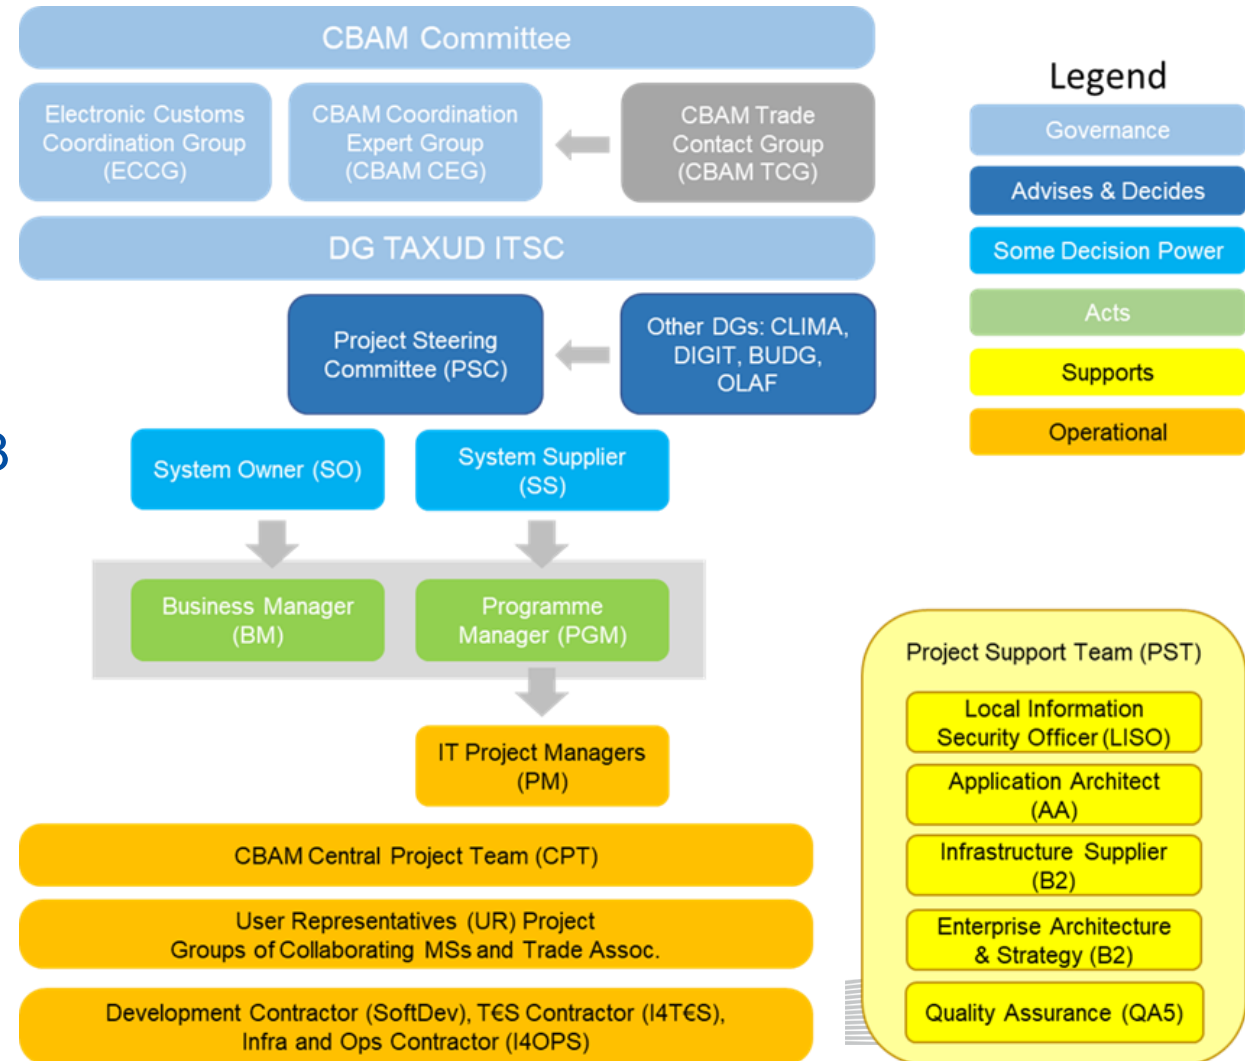 CBAM Committee
Electronic Customs
Coordination Group
(ECCG)
CBAM Coordination
Expert Group
(CBAM CEG)
CBAM Trade
Contact Group
(CBAM TCG)
DG TAXUD ITSC
Project Steering
Committee (PSC)
Other DGs: CLIMA,
DIGIT, BUDG,
OLAF
3
System Owner (SO)
System Supplier
(SS)
Business Manager
(BM)
Programme
Manager (PGM)
IT Project Managers
(PM)
CBAM Central Project Team (CPT)
User Representatives (UR) Project
Groups of Collaborating MSs and Trade Assoc.
Development Contractor (SoftDev), T€S Contractor (I4T€S),
Infra and Ops Contractor (I4OPS)
Legend
Governance
Advises & Decides
Some Decision Power
Acts
Supports
Operational
Project Support Team (PST)
Local Information
Security Officer (LISO)
Application Architect
(AA)
Infrastructure Supplier
(B2)
Enterprise Architecture
& Strategy (B2)
Quality Assurance (QA5)